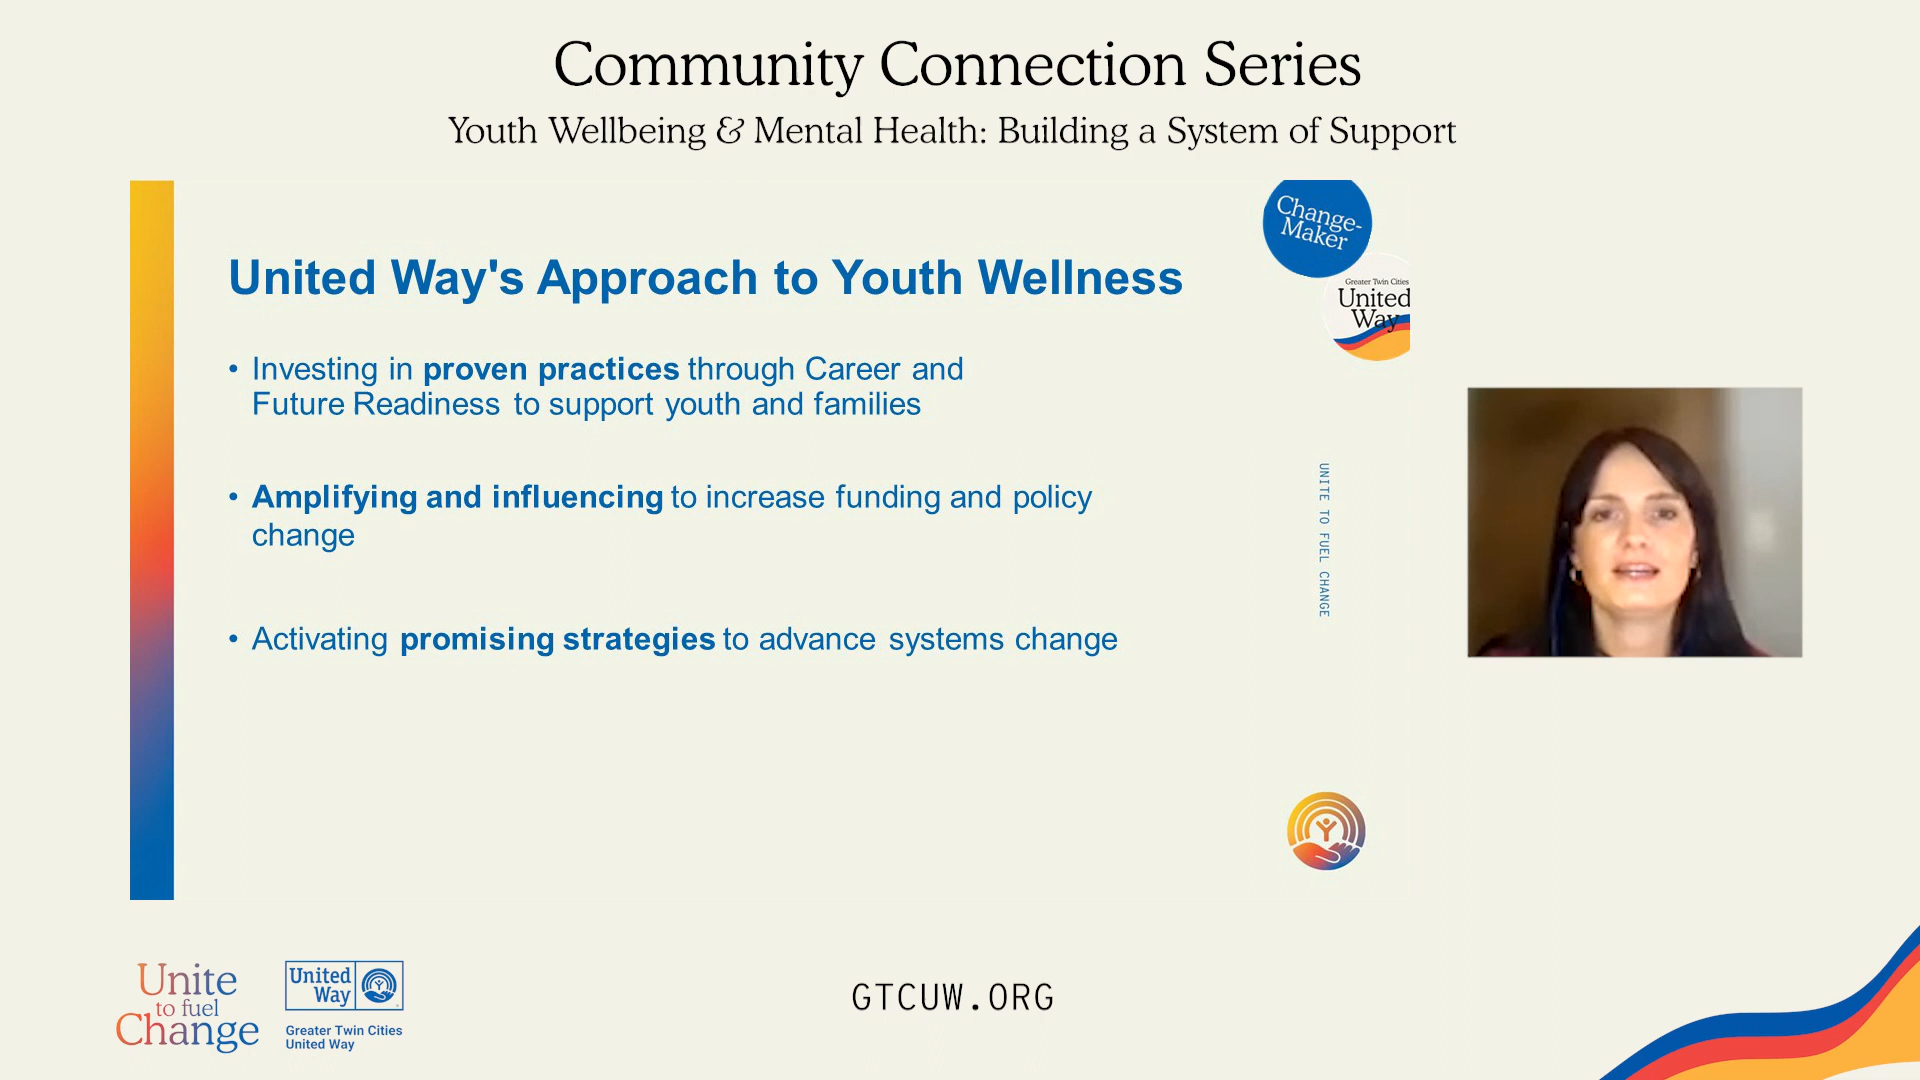 Community Connection Series
Youth Wellbeing & Mental Health: Building a System of Support
Change-
Maker
Greater Twin Cities
United
Way
United Way's Approach to Youth Wellness
• Investing in proven practices through Career and
Future Readiness to support youth and families
• Amplifying and influencing to increase funding and policy
change
• Activating promising strategies to advance systems change
UNITE TO FUEL CHANGE
Unite
to fuel
Change
United
Way
Greater Twin Cities
United Way
GTCUW.ORG